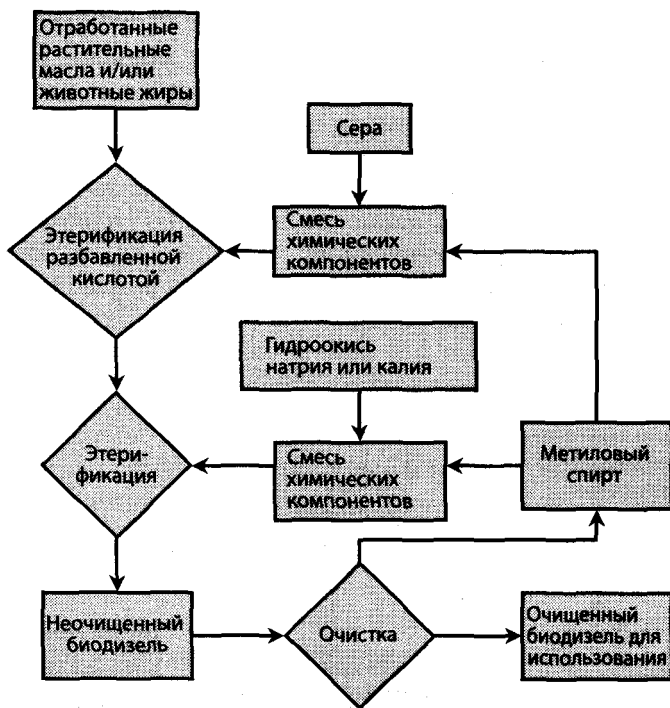 Отработанные
растительные
масла и/или
животные жиры
Сера
Этерификация
разбавленной
кислотой
Смесь
химических
компонентов
Гидроокись
натрия или калия
Этери-
фикация
Смесь
химических
компонентов
Метиловый
спирт
Неочищенный
биодизель
Очистка
Очищенный
биодизель для
использования